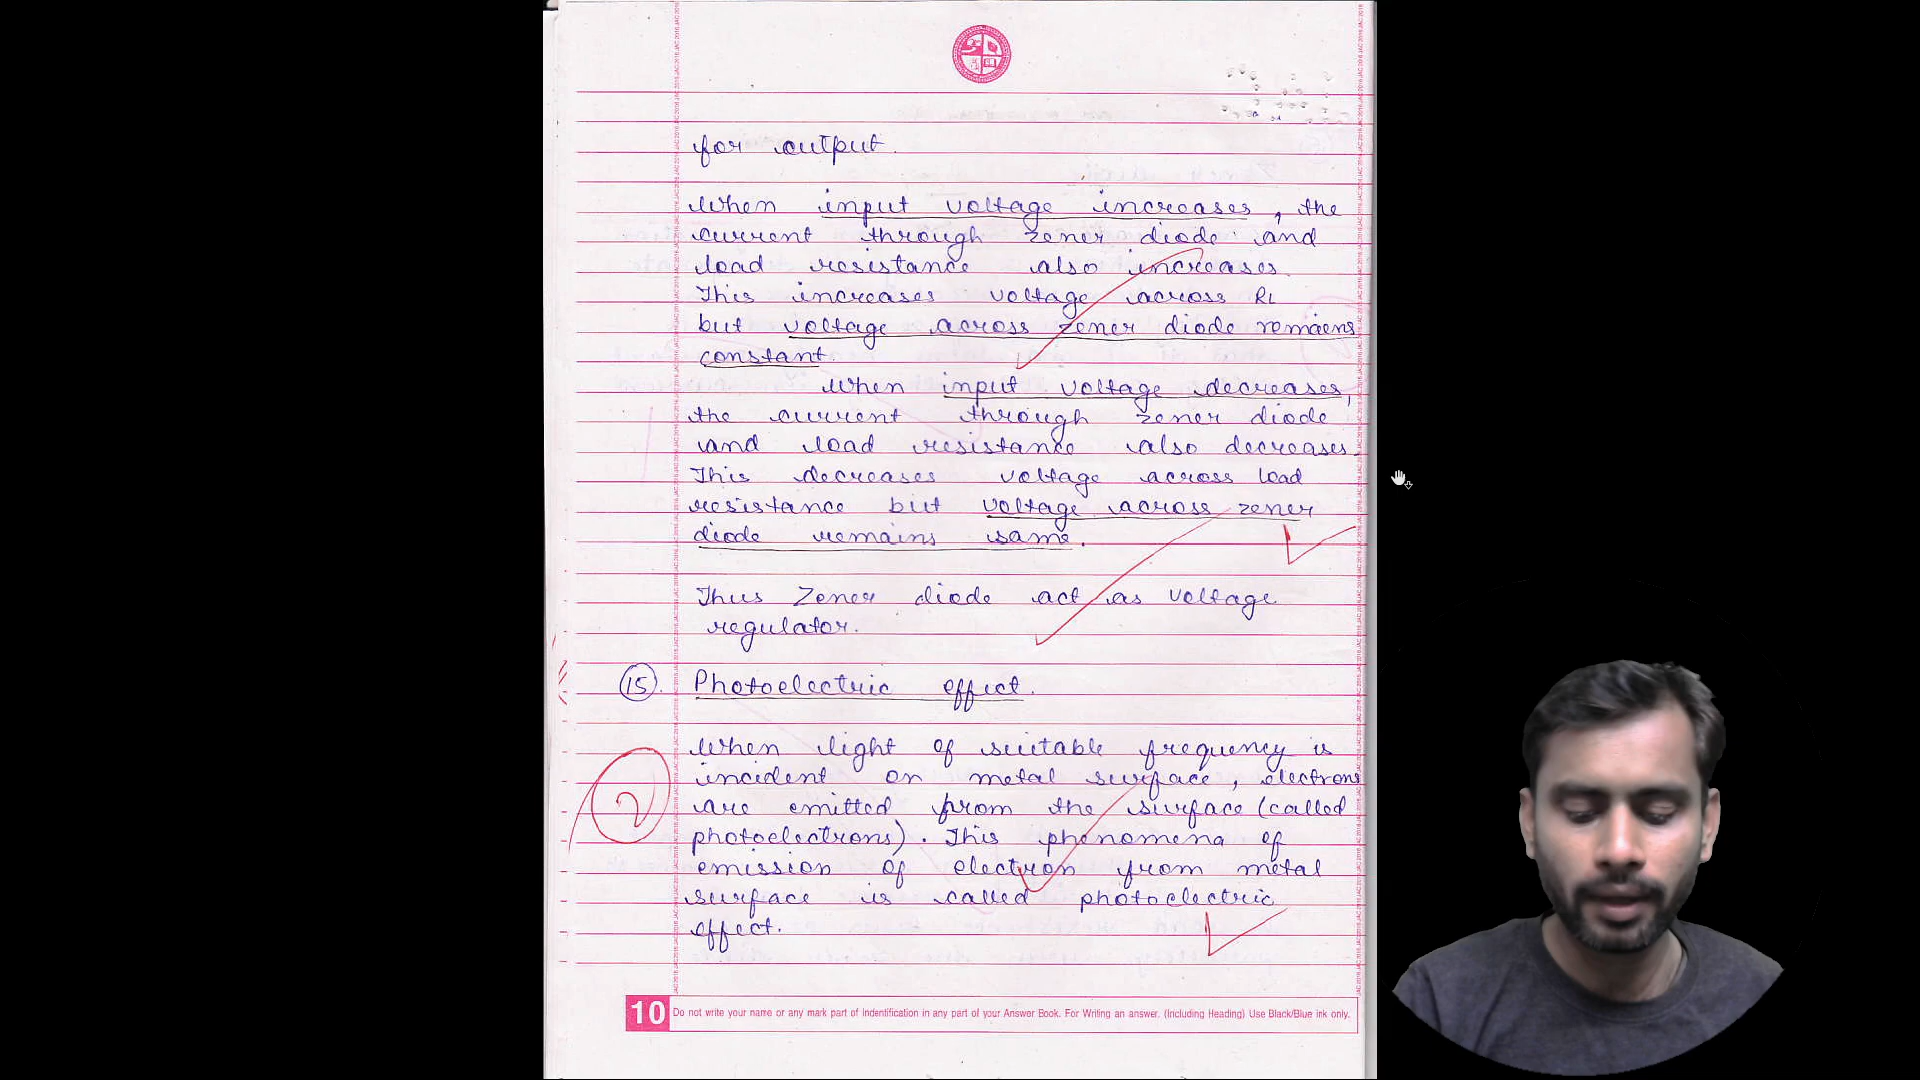 for output.
When input voltage increases, the
current through zener diode and
load resistance also increases.
This increases voltage across RL
but voltage across zener diode remains
constant.
When input voltage decreases,
the current through zener diode
and load resistance also decreases.
This decreases voltage across load
resistance but voltage across zener
diode remains same.
Thus Zener diode act as voltage
regulator.
15. Photoelectric effect.
When light of suitable frequency is
incident on metal surface, electrons
2
are emitted from the surface (called
photoelectrons). This phenomena of
emission of electron from metal
surface is called photoelectric
effect.
10 Do not write your name or any mark part of indentification in any part of your Answer Book. For Writing an answer. (Including Heading) Use Black/Blue ink only.